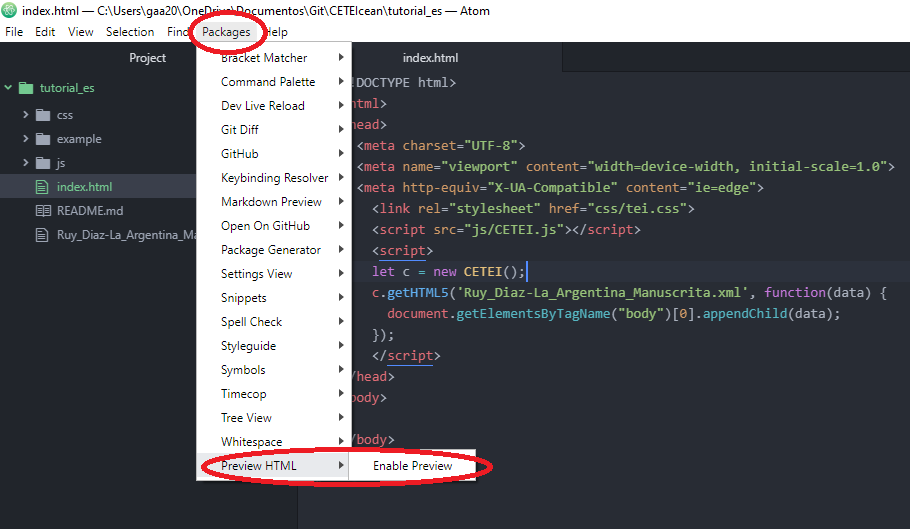 index.html — C:\Users\gaa20\OneDrive\Documentos\Git\CETEIcean\tutorial_es — Atom
File Edit View Selection Find Packages Help
Project
tutorial_es
css
example
js
index.html
README.md
Ruy_Diaz-La_Argentina_Ma
Bracket Matcher
Command Palette
Dev Live Reload
Git Diff
GitHub
Keybinding Resolver
Markdown Preview
Open On GitHub
Package Generator
Settings View
Snippets
Spell Check
Styleguide
Symbols
Timecop
Tree View
Whitespace
Preview HTML
Enable Preview
index.html
!DOCTYPE html>
html>
head>
<meta charset="UTF-8">
<meta name="viewport" content="width=device-width, initial-scale=1.0">
<meta http-equiv="X-UA-Compatible" content="ie=edge">
<link rel="stylesheet" href="css/tei.css">
<script src="js/CETEI.js"></script>
<script>
let c = new CETEI();
c.getHTML5('Ruy_Diaz-La_Argentina_Manuscrita.xml', function(data) {
document.getElementsByTagName("body")[0].appendChild(data);
});
</script>
/head>
body>
/body>